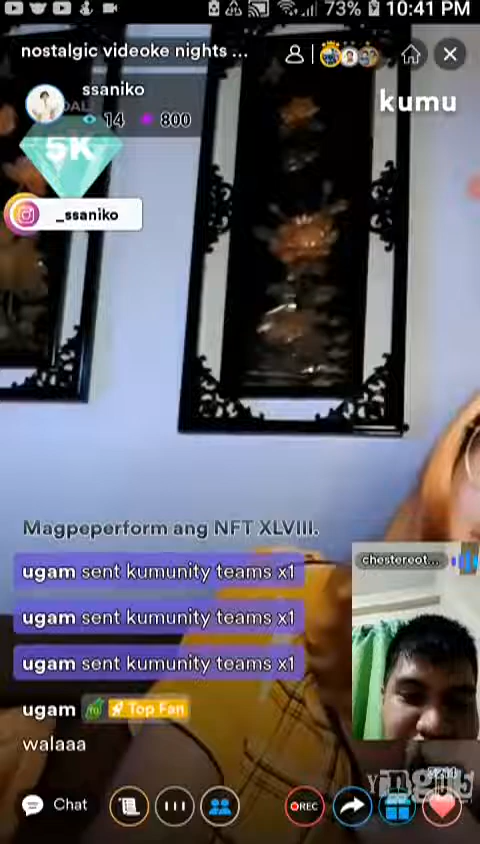 73% 10:41 PM
nostalgic videoke nights ...
ssaniko
14 800
kumu
5K
_ssaniko
Magpeperform ang NFT XLVIII.
chestereot...
ugam sent kumunity teams x1
ugam sent kumunity teams x1
ugam sent kumunity teams x1
ugam Top Fan
walaaa
Chat
REC